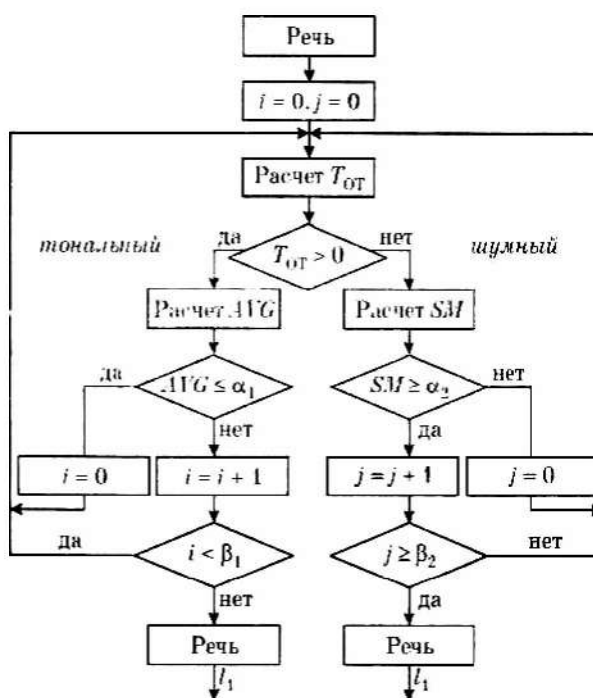 Речь
i = 0, j = 0
Расчет T_ОТ
тональный
да
T_ОТ > 0
нет
шумный
Расчет AVG
Расчет SM
да
AVG ≤ α₁
SM ≥ α₂
нет
нет
да
i = 0
i = i + 1
j = j + 1
j = 0
да
i < β₁
j ≥ β₂
нет
нет
да
Речь
Речь
l₁
l₁